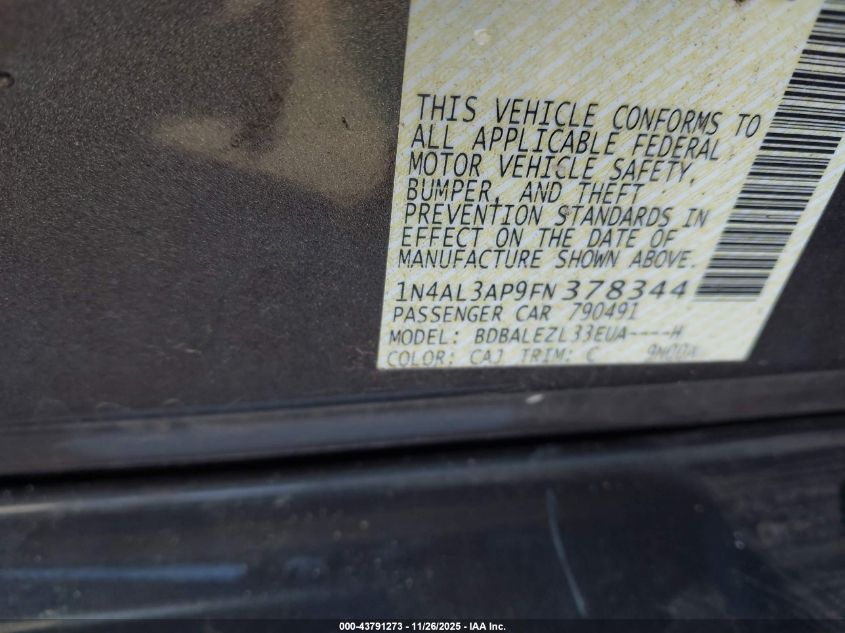 THIS VEHICLE CONFORMS TO
ALL APPLICABLE FEDERAL
MOTOR VEHICLE SAFETY,
BUMPER, AND THEFT
PREVENTION STANDARDS IN
EFFECT ON THE DATE OF
MANUFACTURE SHOWN ABOVE.
1N4AL3AP9FN378344
PASSENGER CAR 790491
MODEL: BDBALEZL33EUA----H
COLOR: CAJ TRIM: C
000-43791273 - 11/26/2025 - IAA Inc.